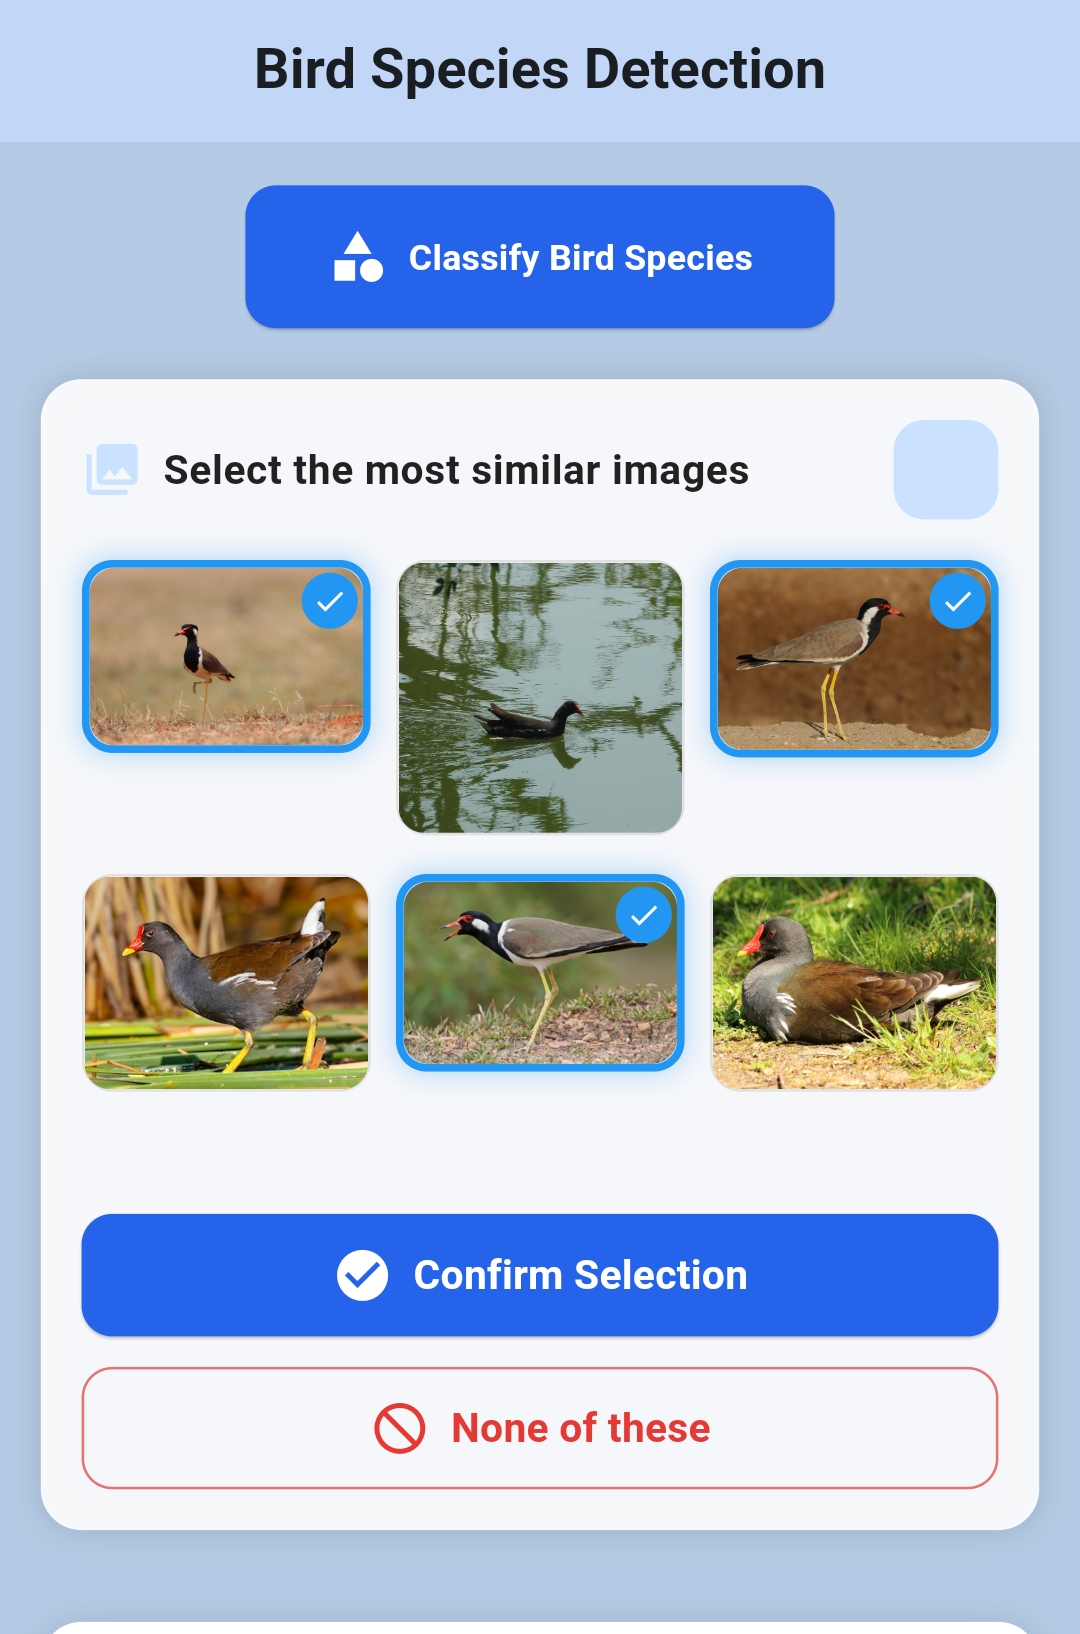 Bird Species Detection
Classify Bird Species
Select the most similar images
Confirm Selection
None of these